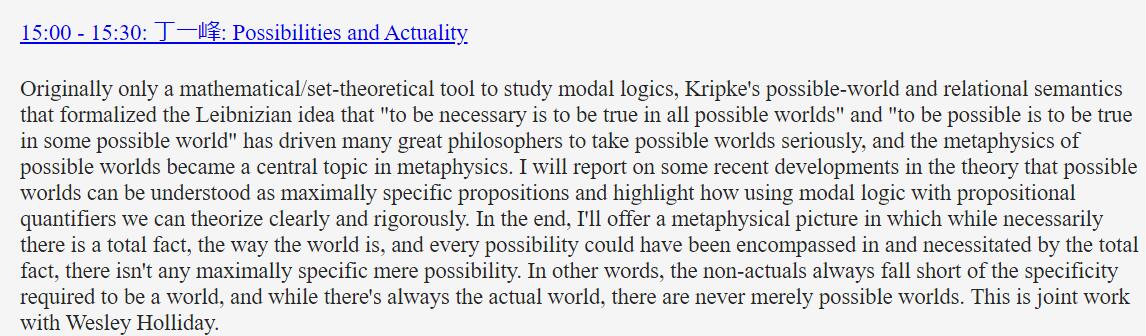 15:00 - 15:30: 丁一峰: Possibilities and Actuality
Originally only a mathematical/set-theoretical tool to study modal logics, Kripke's possible-world and relational semantics
that formalized the Leibnizian idea that "to be necessary is to be true in all possible worlds" and "to be possible is to be true
in some possible world" has driven many great philosophers to take possible worlds seriously, and the metaphysics of
possible worlds became a central topic in metaphysics. I will report on some recent developments in the theory that possible
worlds can be understood as maximally specific propositions and highlight how using modal logic with propositional
quantifiers we can theorize clearly and rigorously. In the end, I'll offer a metaphysical picture in which while necessarily
there is a total fact, the way the world is, and every possibility could have been encompassed in and necessitated by the total
fact, there isn't any maximally specific mere possibility. In other words, the non-actuals always fall short of the specificity
required to be a world, and while there's always the actual world, there are never merely possible worlds. This is joint work
with Wesley Holliday.